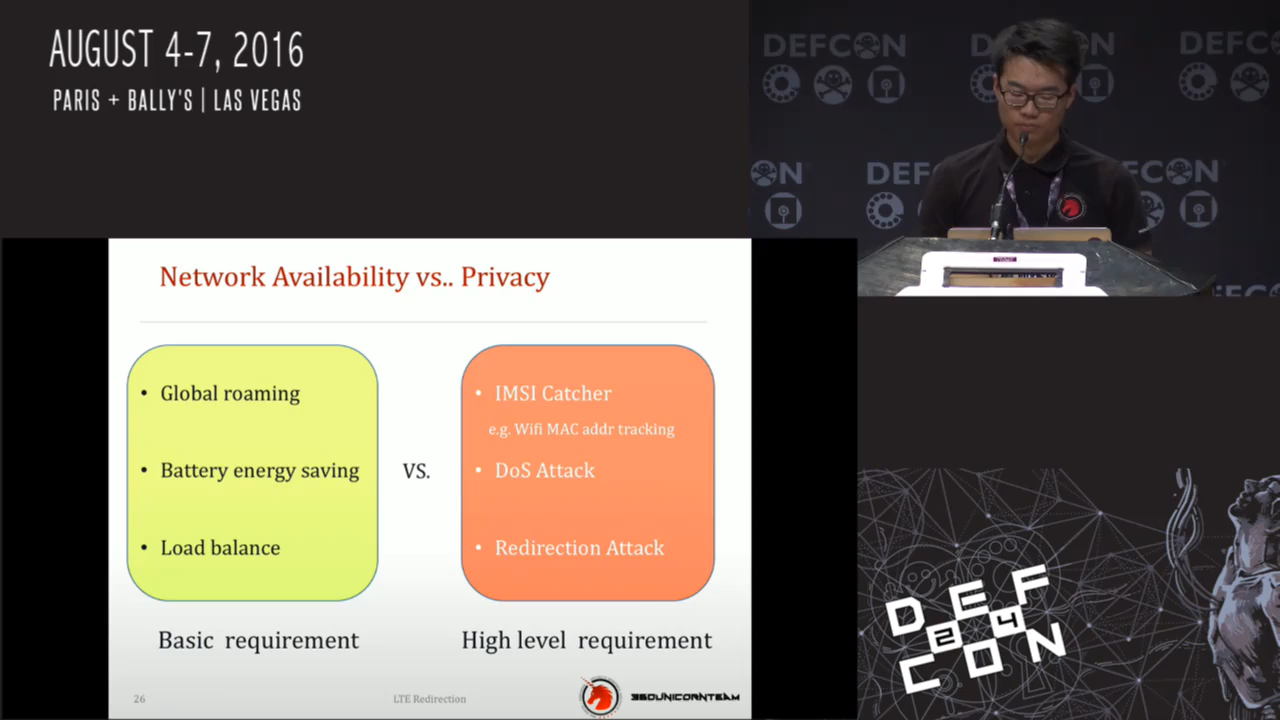 AUGUST 4-7, 2016
PARIS + BALLY'S | LAS VEGAS
DEFCON
DEFCON
Network Availability vs.. Privacy
• Global roaming
• Battery energy saving
• Load balance
VS.
• IMSI Catcher
e.g. Wifi MAC addr tracking
• DoS Attack
• Redirection Attack
Basic requirement
High level requirement
26
LTE Redirection
360UNICORNTEAM
DEF
24
CON